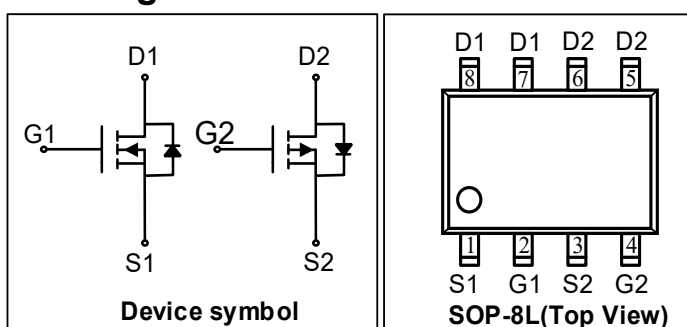 D1 D2
G1 G2
S1 S2
Device symbol
D1 D1 D2 D2
8 7 6 5
1 2 3 4
S1 G1 S2 G2
SOP-8L(Top View)